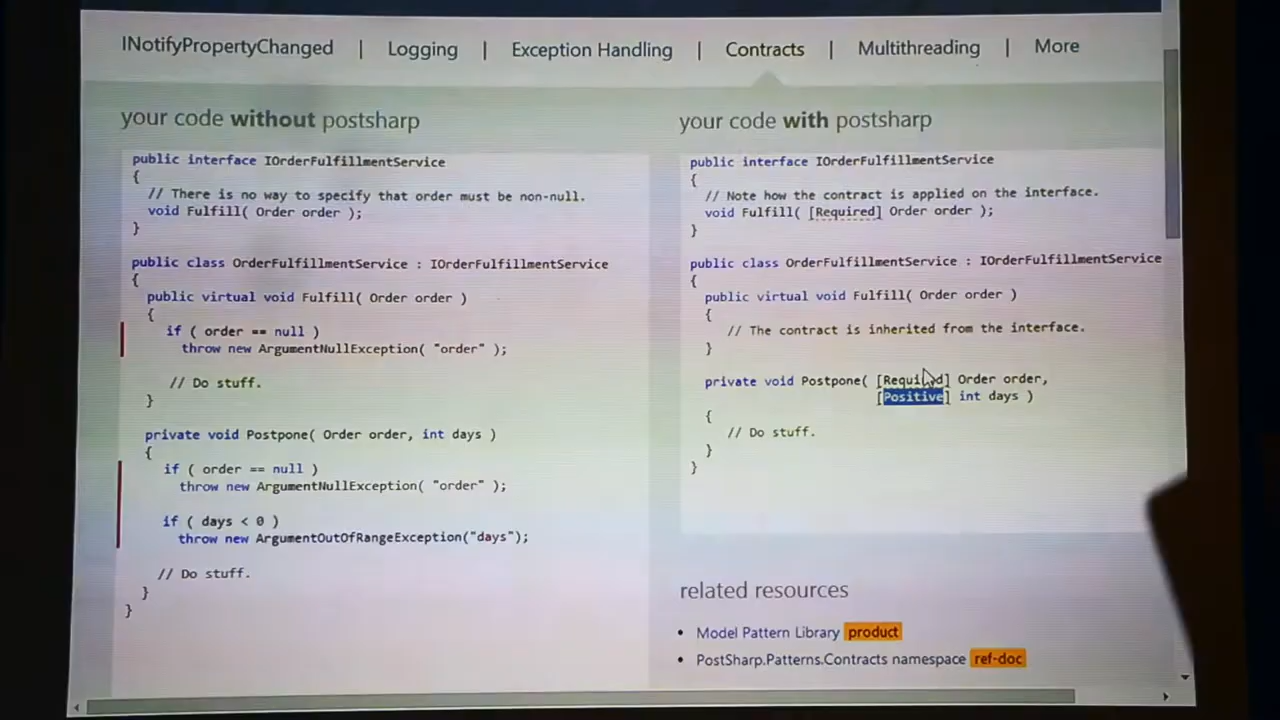 INotifyPropertyChanged | Logging | Exception Handling | Contracts | Multithreading | More
your code without postsharp
public interface IOrderFulfillmentService
{
// There is no way to specify that order must be non-null.
void Fulfill( Order order );
}
public class OrderFulfillmentService : IOrderFulfillmentService
{
public virtual void Fulfill( Order order )
{
if ( order == null )
throw new ArgumentNullException( "order" );
// Do stuff.
}
private void Postpone( Order order, int days )
{
if ( order == null )
throw new ArgumentNullException( "order" );
if ( days < 0 )
throw new ArgumentOutOfRangeException("days");
// Do stuff.
}
}
your code with postsharp
public interface IOrderFulfillmentService
{
// Note how the contract is applied on the interface.
void Fulfill( [Required] Order order );
}
public class OrderFulfillmentService : IOrderFulfillmentService
{
public virtual void Fulfill( Order order )
{
// The contract is inherited from the interface.
}
private void Postpone( [Required] Order order,
[Positive] int days )
{
// Do stuff.
}
}
related resources
• Model Pattern Library product
• PostSharp.Patterns.Contracts namespace ref-doc